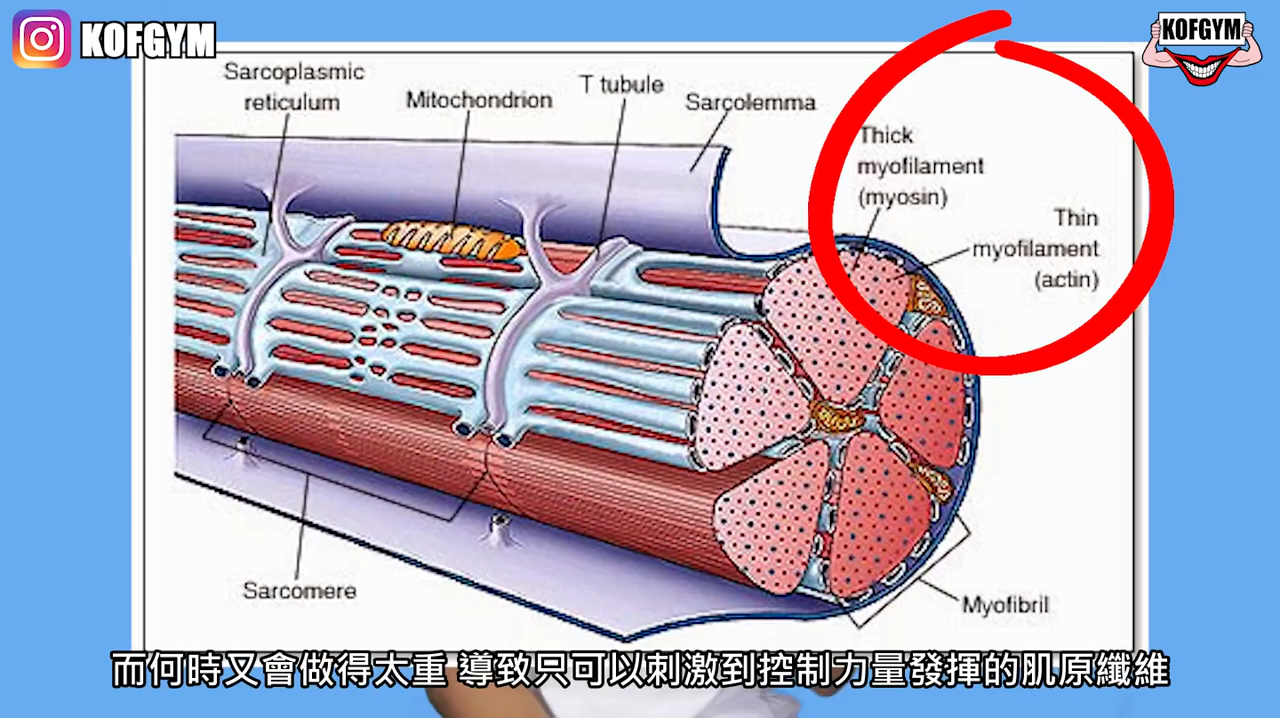 KOFGYM
KOFGYM
Sarcoplasmic
reticulum
Mitochondrion
T tubule
Sarcolemma
Thick
myofilament
(myosin)
Thin
myofilament
(actin)
Sarcomere
Myofibril
而何時又會做得太重 導致只可以刺激到控制力量發揮的肌原纖維